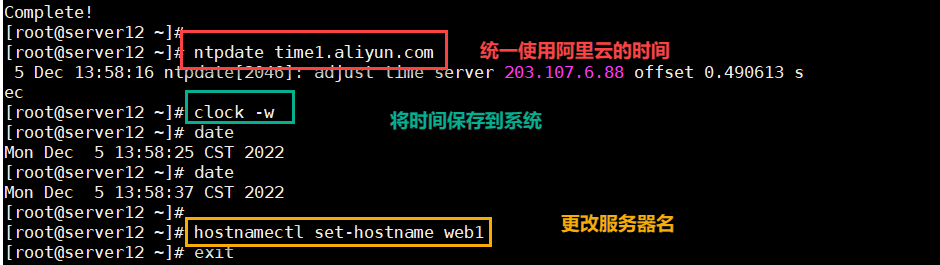 Complete!
[root@server12 ~]#
[root@server12 ~]# ntpdate time1.aliyun.com 统一使用阿里云的时间
 5 Dec 13:58:16 ntpdate[2046]: adjust time server 203.107.6.88 offset 0.490613 s
ec
[root@server12 ~]# clock -w 将时间保存到系统
[root@server12 ~]# date
Mon Dec  5 13:58:25 CST 2022
[root@server12 ~]# date
Mon Dec  5 13:58:37 CST 2022
[root@server12 ~]#
[root@server12 ~]# hostnamectl set-hostname web1 更改服务器名
[root@server12 ~]# exit